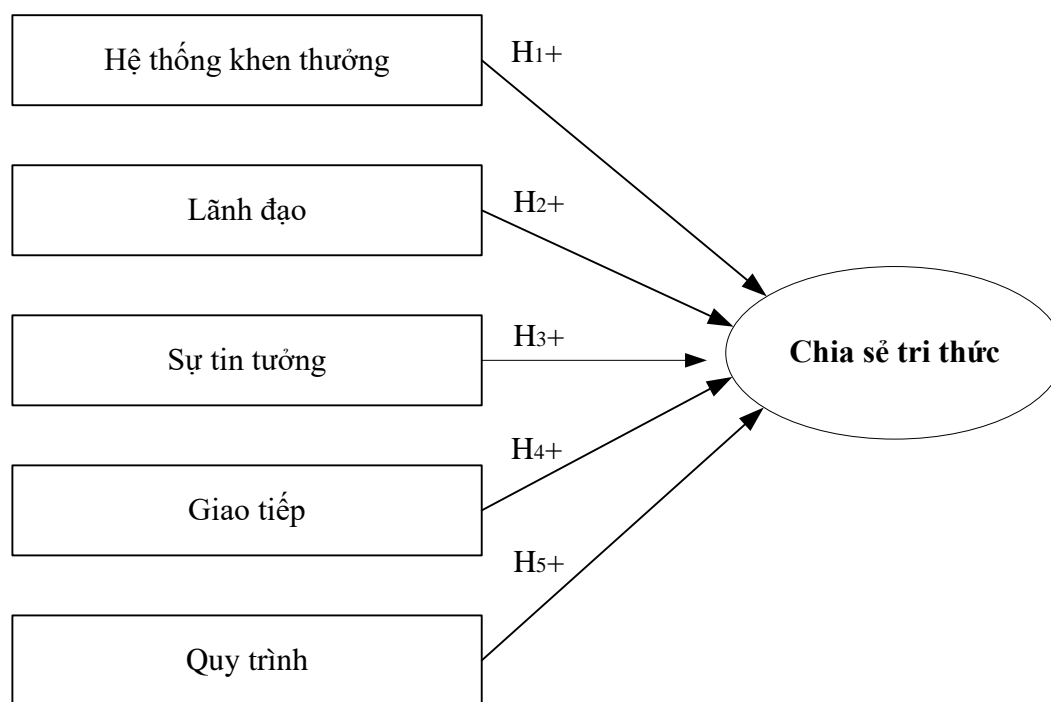 Hệ thống khen thưởng
H1+
Lãnh đạo
H2+
Sự tin tưởng
H3+
Chia sẻ tri thức
Giao tiếp
H4+
Quy trình
H5+